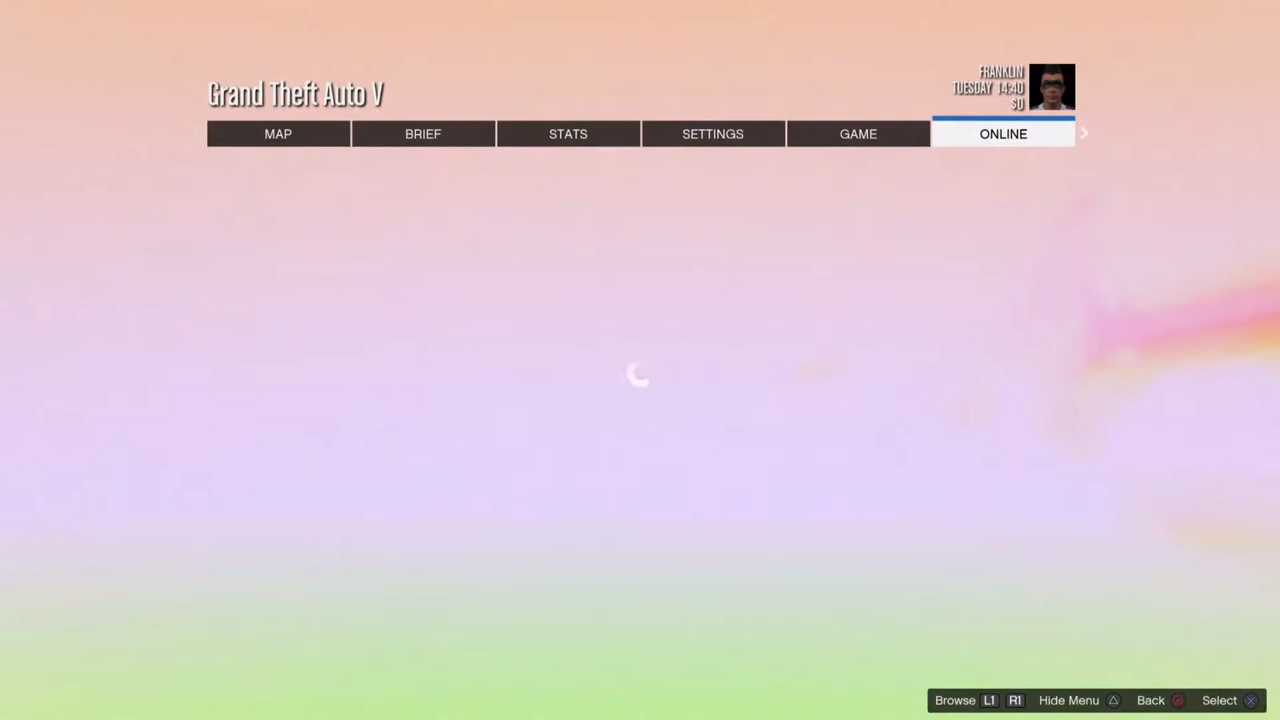 Grand Theft Auto V
FRANKLIN
TUESDAY 14:40
$0
MAP BRIEF STATS SETTINGS GAME ONLINE
Browse L1 R1 Hide Menu Back Select